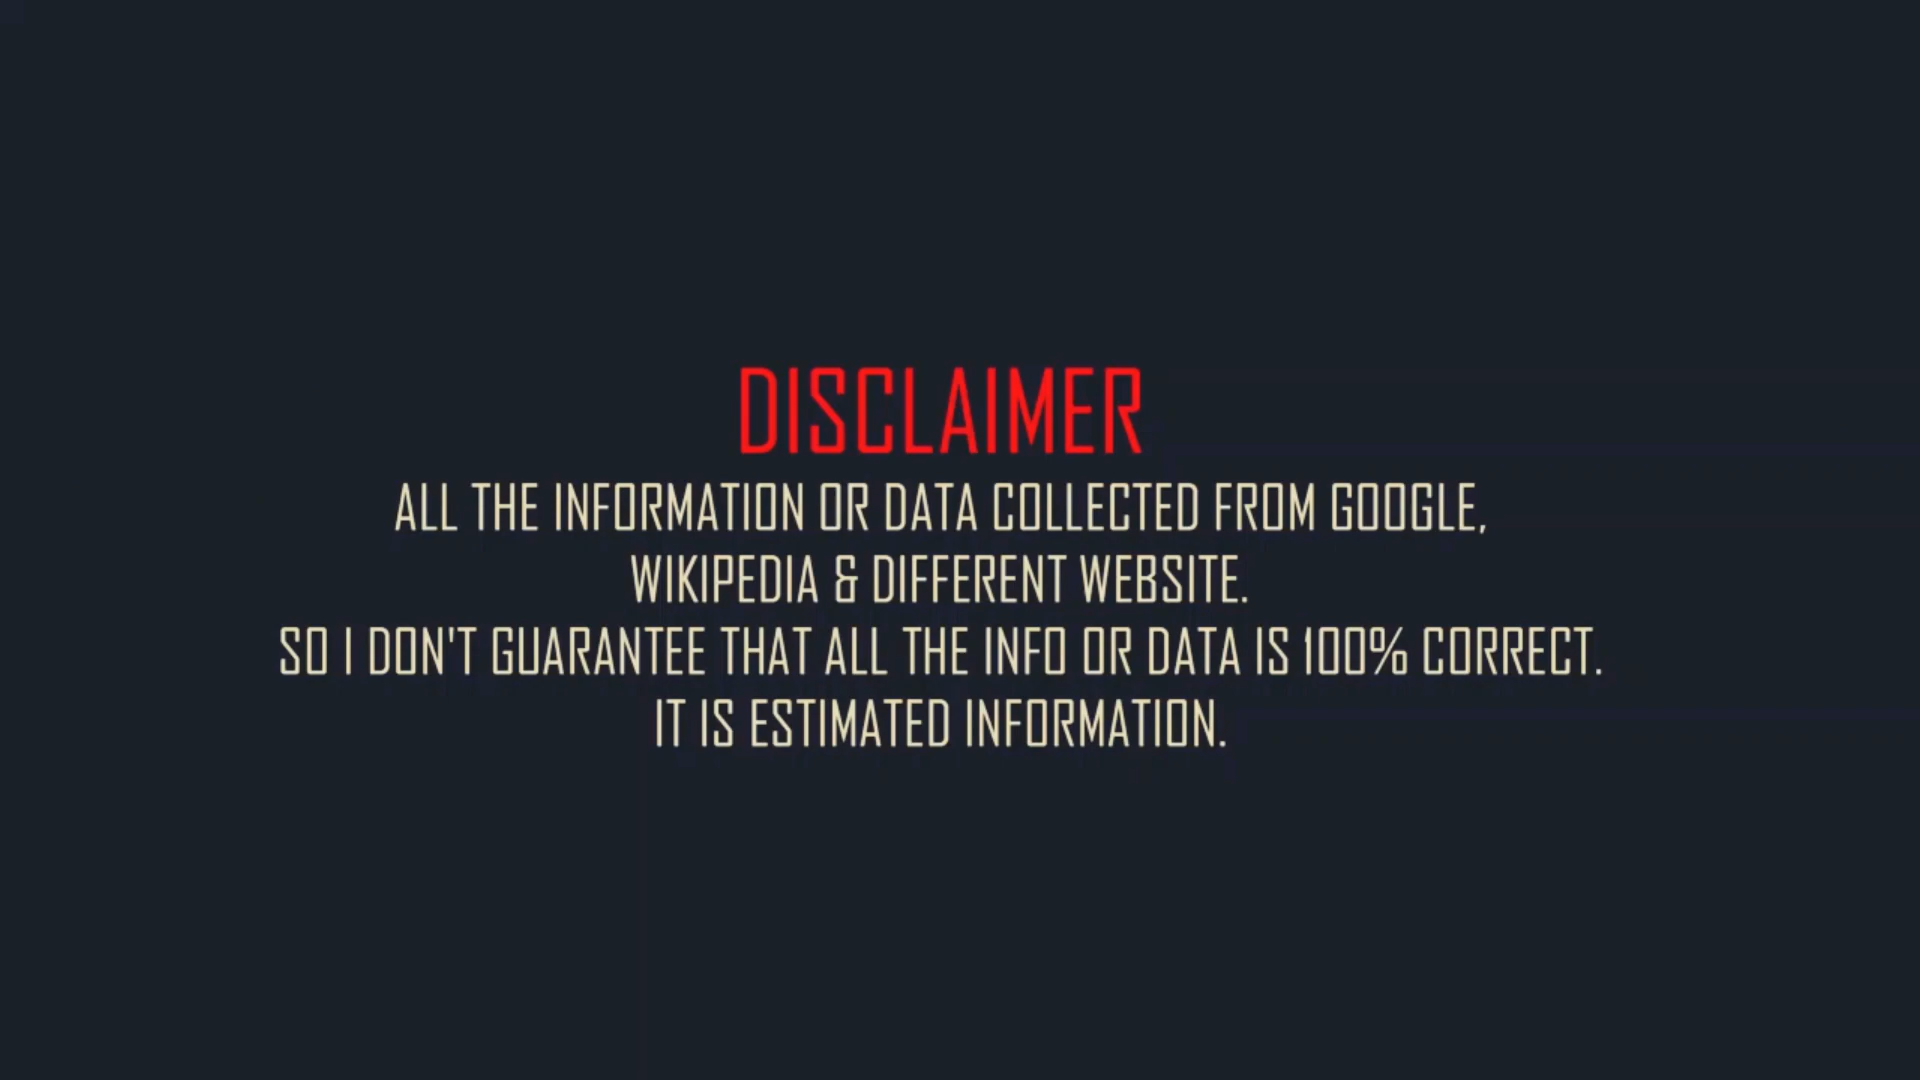 DISCLAIMER
ALL THE INFORMATION OR DATA COLLECTED FROM GOOGLE,
WIKIPEDIA & DIFFERENT WEBSITE.
SO I DON'T GUARANTEE THAT ALL THE INFO OR DATA IS 100% CORRECT.
IT IS ESTIMATED INFORMATION.